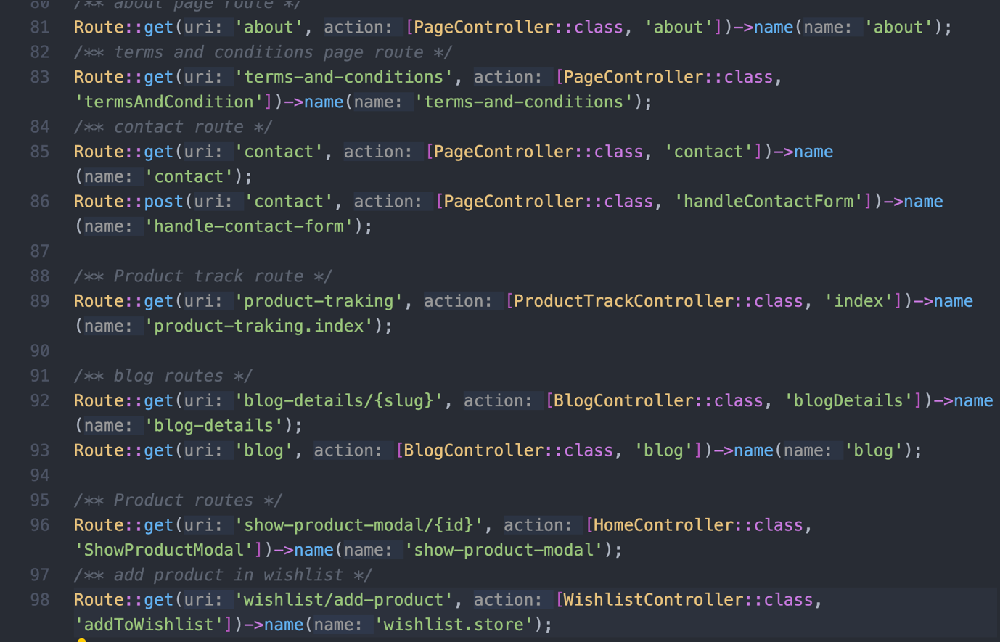 80 /** about page route */
81 Route::get(uri: 'about', action: [PageController::class, 'about'])->name(name: 'about');
82 /** terms and conditions page route */
83 Route::get(uri: 'terms-and-conditions', action: [PageController::class,
'termsAndCondition'])->name(name: 'terms-and-conditions');
84 /** contact route */
85 Route::get(uri: 'contact', action: [PageController::class, 'contact'])->name
(name: 'contact');
86 Route::post(uri: 'contact', action: [PageController::class, 'handleContactForm'])->name
(name: 'handle-contact-form');
87
88 /** Product track route */
89 Route::get(uri: 'product-traking', action: [ProductTrackController::class, 'index'])->name
(name: 'product-traking.index');
90
91 /** blog routes */
92 Route::get(uri: 'blog-details/{slug}', action: [BlogController::class, 'blogDetails'])->name
(name: 'blog-details');
93 Route::get(uri: 'blog', action: [BlogController::class, 'blog'])->name(name: 'blog');
94
95 /** Product routes */
96 Route::get(uri: 'show-product-modal/{id}', action: [HomeController::class,
'ShowProductModal'])->name(name: 'show-product-modal');
97 /** add product in wishlist */
98 Route::get(uri: 'wishlist/add-product', action: [WishlistController::class,
'addToWishlist'])->name(name: 'wishlist.store');